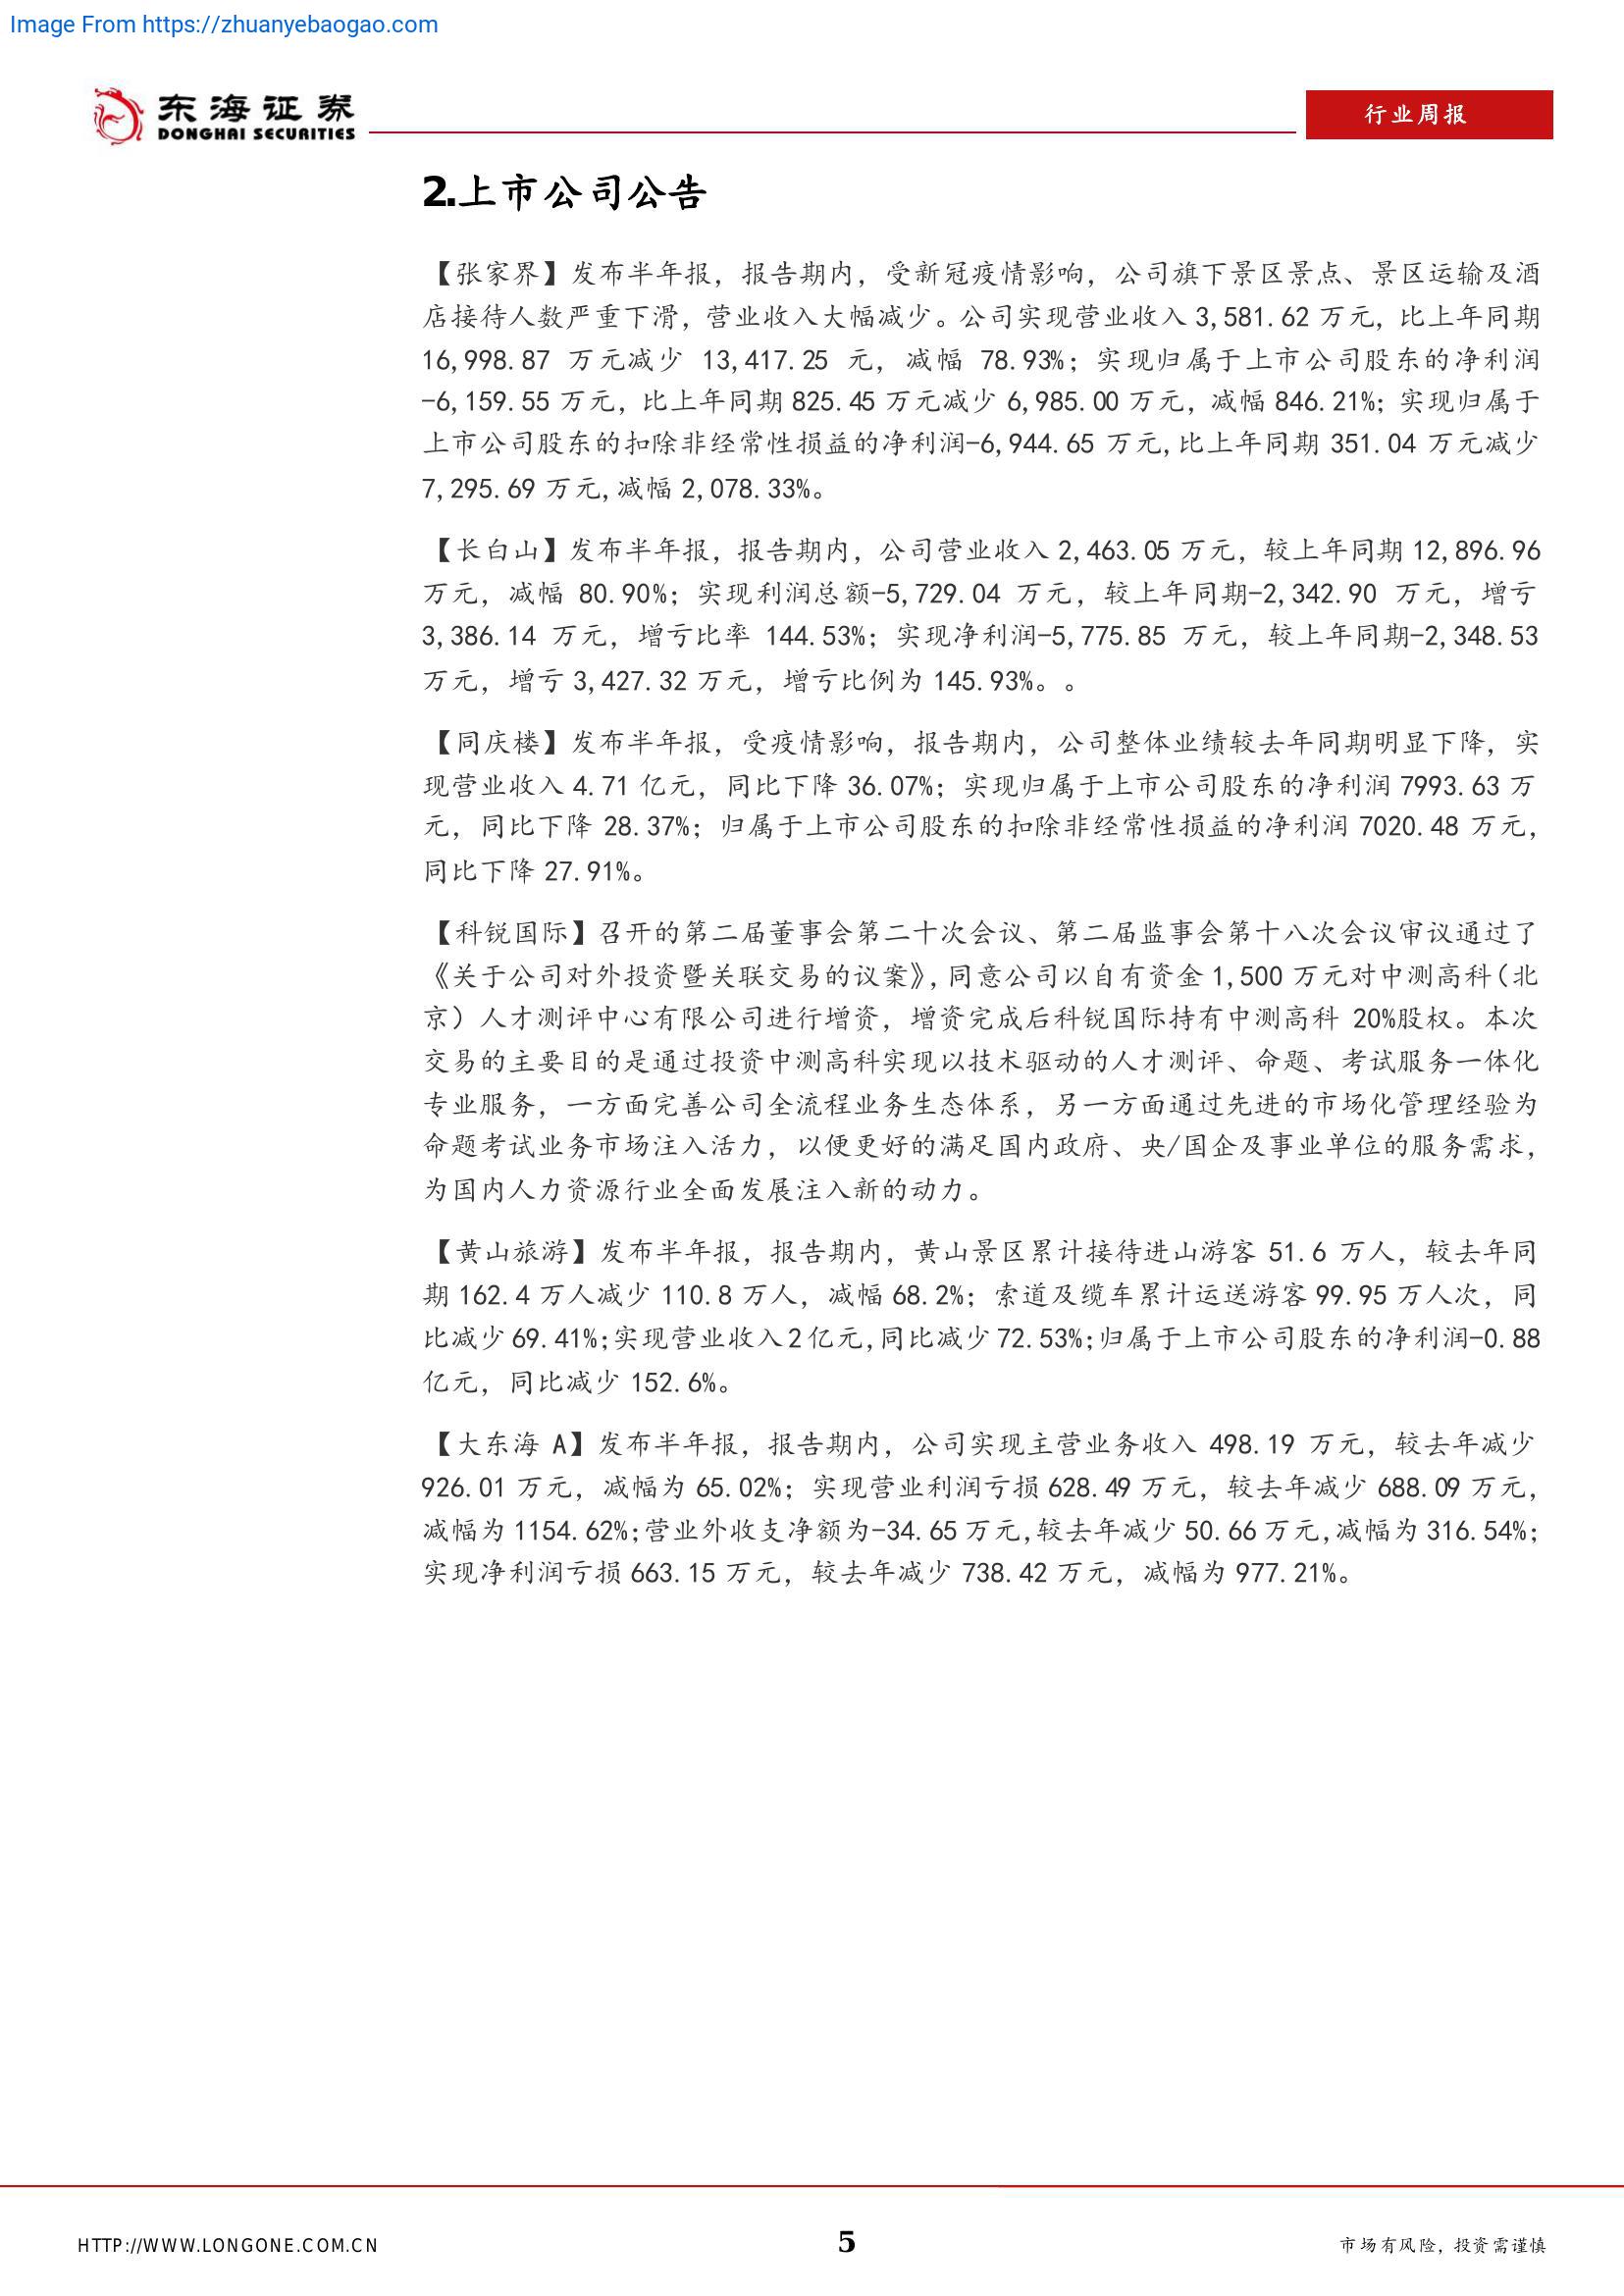 Image From https://zhuanyebaogao.com
东海证券
DONGHAI SECURITIES
行业周报
2.上市公司公告
【张家界】发布半年报，报告期内，受新冠疫情影响，公司旗下景区景点、景区运输及酒
店接待人数严重下滑，营业收入大幅减少。公司实现营业收入 3,581.62 万元，比上年同期
16,998.87 万元减少 13,417.25 元，减幅 78.93%；实现归属于上市公司股东的净利润
-6,159.55 万元，比上年同期 825.45 万元减少 6,985.00 万元，减幅 846.21%；实现归属于
上市公司股东的扣除非经常性损益的净利润-6,944.65 万元,比上年同期 351.04 万元减少
7,295.69 万元,减幅 2,078.33%。
【长白山】发布半年报，报告期内，公司营业收入 2,463.05 万元，较上年同期 12,896.96
万元，减幅 80.90%；实现利润总额-5,729.04 万元，较上年同期-2,342.90 万元，增亏
3,386.14 万元，增亏比率 144.53%；实现净利润-5,775.85 万元，较上年同期-2,348.53
万元，增亏 3,427.32 万元，增亏比例为 145.93%。。
【同庆楼】发布半年报，受疫情影响，报告期内，公司整体业绩较去年同期明显下降，实
现营业收入 4.71 亿元，同比下降 36.07%；实现归属于上市公司股东的净利润 7993.63 万
元，同比下降 28.37%；归属于上市公司股东的扣除非经常性损益的净利润 7020.48 万元，
同比下降 27.91%。
【科锐国际】召开的第二届董事会第二十次会议、第二届监事会第十八次会议审议通过了
《关于公司对外投资暨关联交易的议案》，同意公司以自有资金 1,500 万元对中测高科（北
京）人才测评中心有限公司进行增资，增资完成后科锐国际持有中测高科 20%股权。本次
交易的主要目的是通过投资中测高科实现以技术驱动的人才测评、命题、考试服务一体化
专业服务，一方面完善公司全流程业务生态体系，另一方面通过先进的市场化管理经验为
命题考试业务市场注入活力，以便更好的满足国内政府、央/国企及事业单位的服务需求，
为国内人力资源行业全面发展注入新的动力。
【黄山旅游】发布半年报，报告期内，黄山景区累计接待进山游客 51.6 万人，较去年同
期 162.4 万人减少 110.8 万人，减幅 68.2%；索道及缆车累计运送游客 99.95 万人次，同
比减少 69.41%;实现营业收入 2 亿元,同比减少 72.53%;归属于上市公司股东的净利润-0.88
亿元，同比减少 152.6%。
【大东海 A】发布半年报，报告期内，公司实现主营业务收入 498.19 万元，较去年减少
926.01 万元，减幅为 65.02%；实现营业利润亏损 628.49 万元，较去年减少 688.09 万元，
减幅为 1154.62%;营业外收支净额为-34.65 万元,较去年减少 50.66 万元,减幅为 316.54%;
实现净利润亏损 663.15 万元，较去年减少 738.42 万元，减幅为 977.21%。
HTTP://WWW.LONGONE.COM.CN
5
市场有风险，投资需谨慎